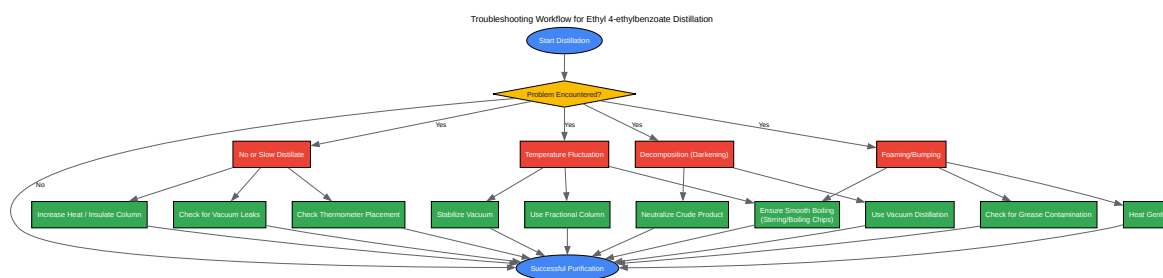 Troubleshooting Workflow for Ethyl 4-ethylbenzoate Distillation
Start Distillation
Problem Encountered?
Yes
Yes
Yes
Yes
No or Slow Distillate
Temperature Fluctuation
Decomposition (Darkening)
Foaming/Bumping
No
Increase Heat / Insulate Column
Check for Vacuum Leaks
Check Thermometer Placement
Stabilize Vacuum
Use Fractional Column
Neutralize Crude Product
Ensure Smooth Boiling
(Stirring/Boiling Chips)
Use Vacuum Distillation
Check for Grease Contamination
Heat
Successful Purification